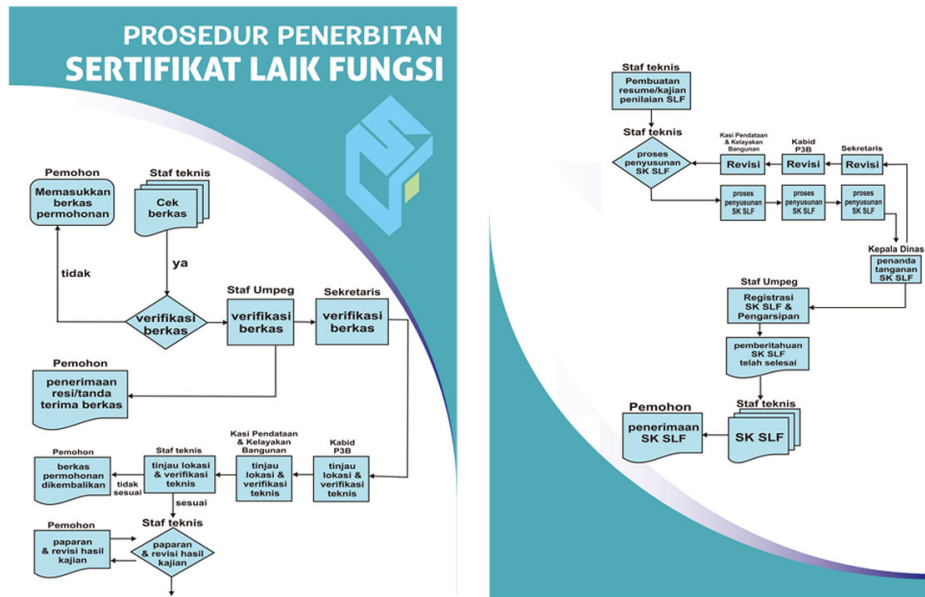 PROSEDUR PENERBITAN
SERTIFIKAT LAIK FUNGSI
Pemohon
Memasukkan
berkas
permohonan
Staf teknis
Cek
berkas
tidak
ya
verifikasi
berkas
Staf Umpeg
verifikasi
berkas
Sekretaris
verifikasi
berkas
Pemohon
penerimaan
resi/tanda
terima berkas
Kabid
P3B
tinjau
lokasi &
verifikasi
teknis
Kasi Pendataan
& Kelayakan
Bangunan
tinjau
lokasi
& verifikasi
teknis
Staf teknis
tinjau lokasi
& verifikasi
teknis
tidak
sesuai
Pemohon
berkas
permohonan
dikembalikan
sesuai
Staf teknis
paparan
& revisi hasil
kajian
Pemohon
paparan
& revisi hasil
kajian
Staf teknis
Pembuatan
resume/kajian
penilaian SLF
Staf teknis
proses
penyusunan
SK SLF
Kasi Pendataan
& Kelayakan
Bangunan
Revisi
Kabid
P3B
Revisi
Sekretaris
Revisi
proses
penyusunan
SK SLF
proses
penyusunan
SK SLF
proses
penyusunan
SK SLF
Kepala Dinas
penanda
tanganan
SK SLF
Staf Umpeg
Registrasi
SK SLF &
Pengarsipan
pemberitahuan
SK SLF
telah selesai
Staf teknis
SK SLF
Pemohon
penerimaan
SK SLF